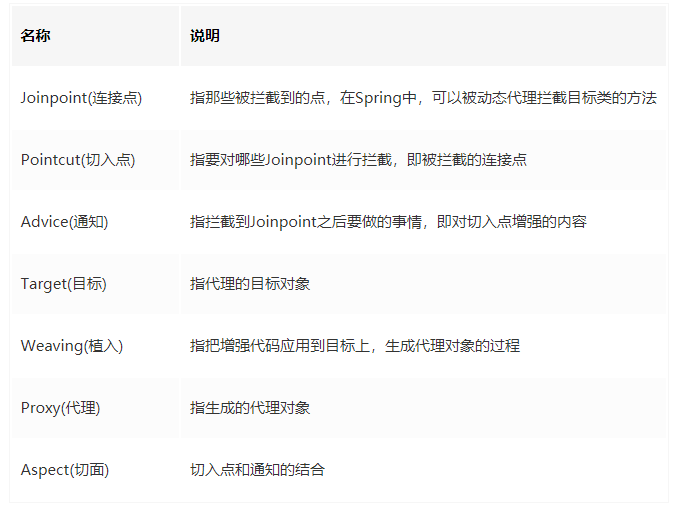 名称 说明
Joinpoint(连接点) 指那些被拦截到的点，在Spring中，可以被动态代理拦截目标类的方法
Pointcut(切入点) 指要对哪些Joinpoint进行拦截，即被拦截的连接点
Advice(通知) 指拦截到Joinpoint之后要做的事情，即对切入点增强的内容
Target(目标) 指代理的目标对象
Weaving(植入) 指把增强代码应用到目标上，生成代理对象的过程
Proxy(代理) 指生成的代理对象
Aspect(切面) 切入点和通知的结合